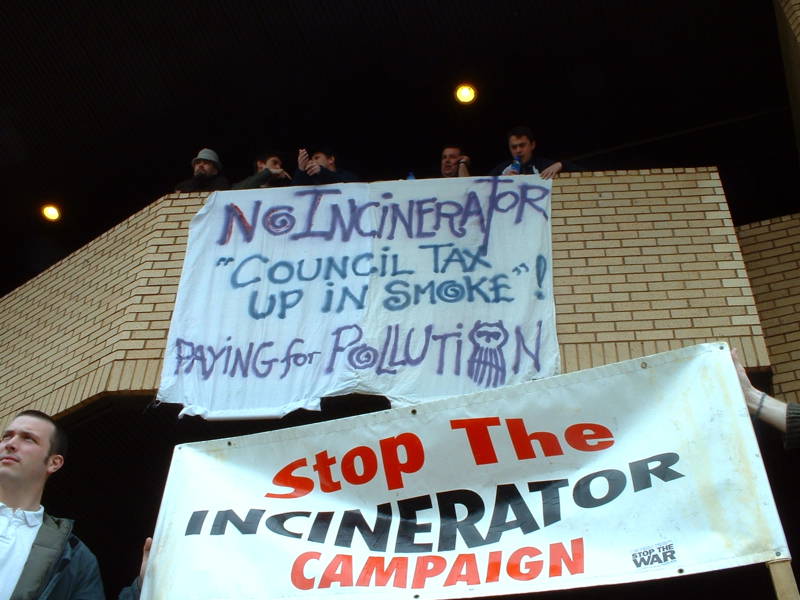 No Incinerator
"Council Tax
up in Smoke"!
Paying for Pollution
Stop The
INCINERATOR
CAMPAIGN
STOP THE
WAR